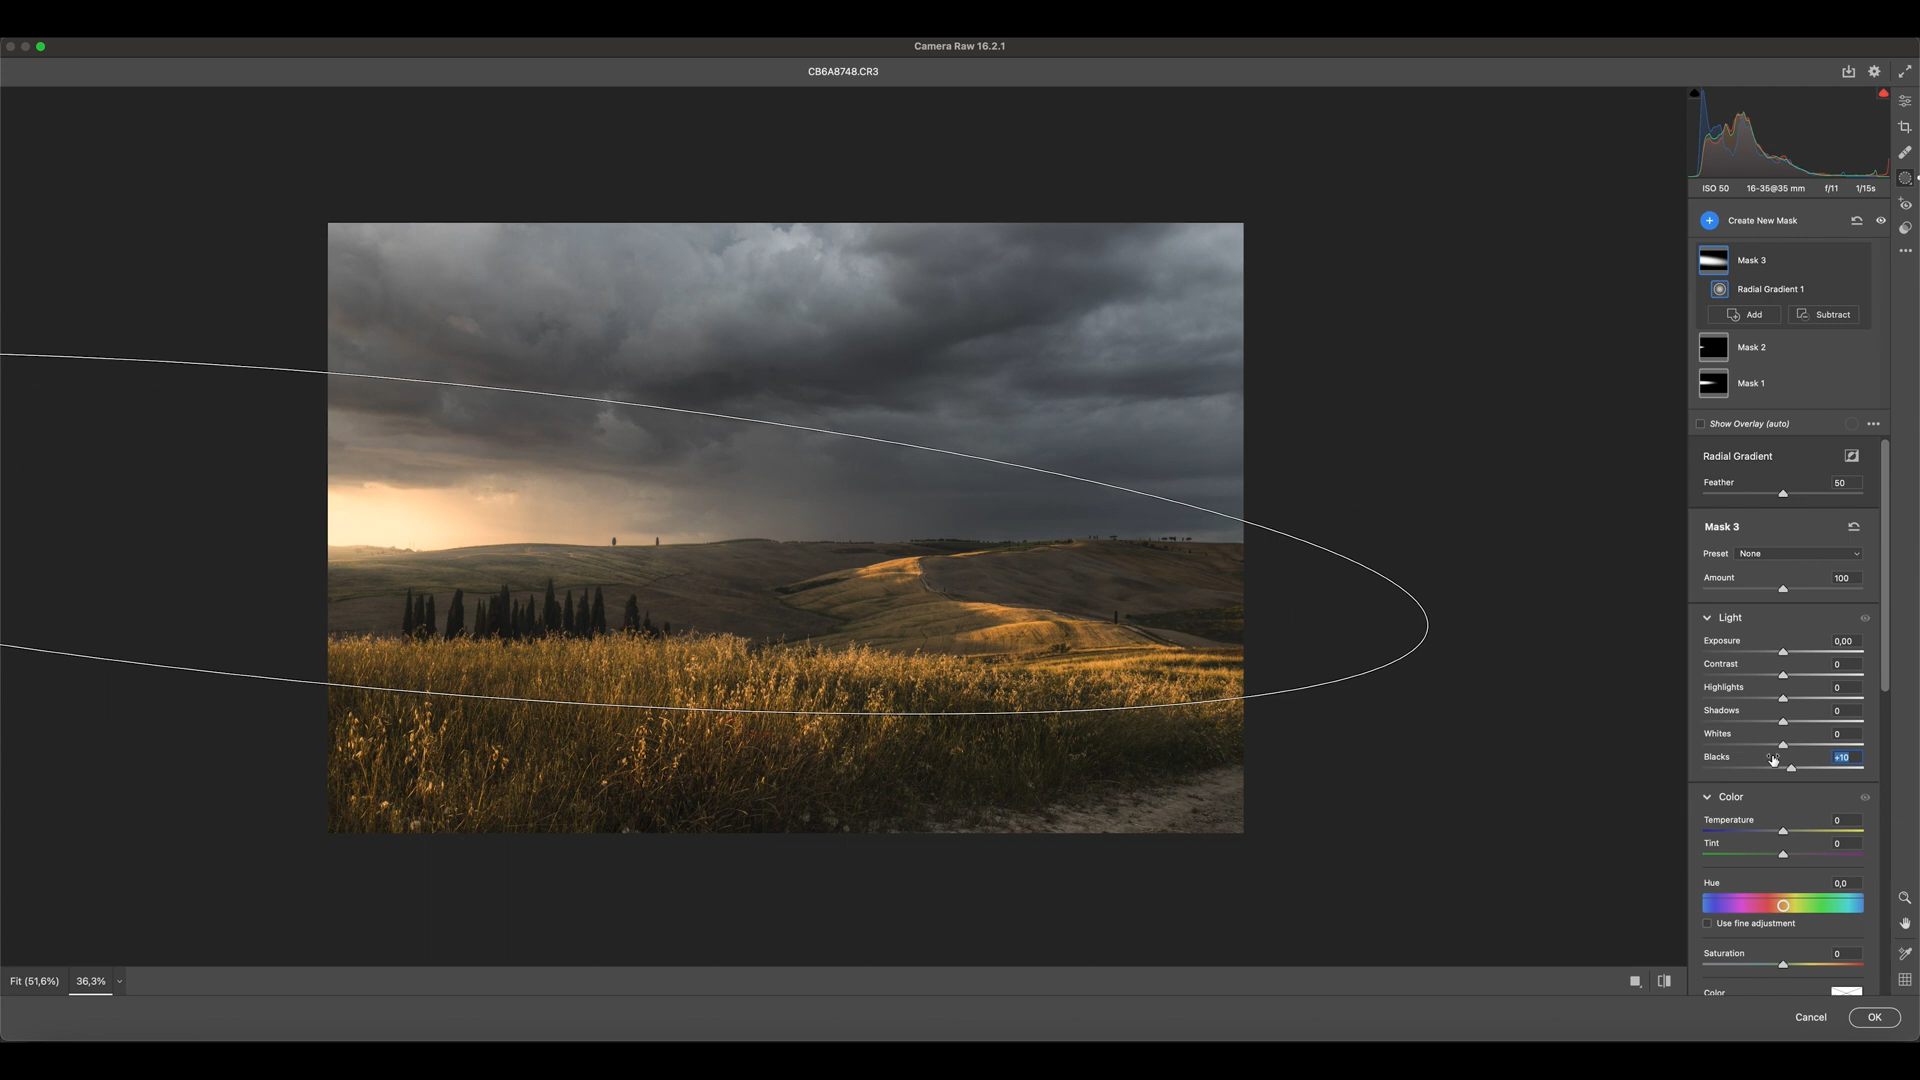 Camera Raw 16.2.1
CB6A8748.CR3
ISO 50 16-35@35 mm f/11 1/15s
Create New Mask
Mask 3
Radial Gradient 1
Add Subtract
Mask 2
Mask 1
Show Overlay (auto)
Radial Gradient
Feather 50
Mask 3
Preset None
Amount 100
Light
Exposure 0,00
Contrast 0
Highlights 0
Shadows 0
Whites 0
Blacks +10
Color
Temperature 0
Tint 0
Hue 0,0
Use fine adjustment
Saturation 0
Color
Fit (51,6%) 36,3%
Cancel OK